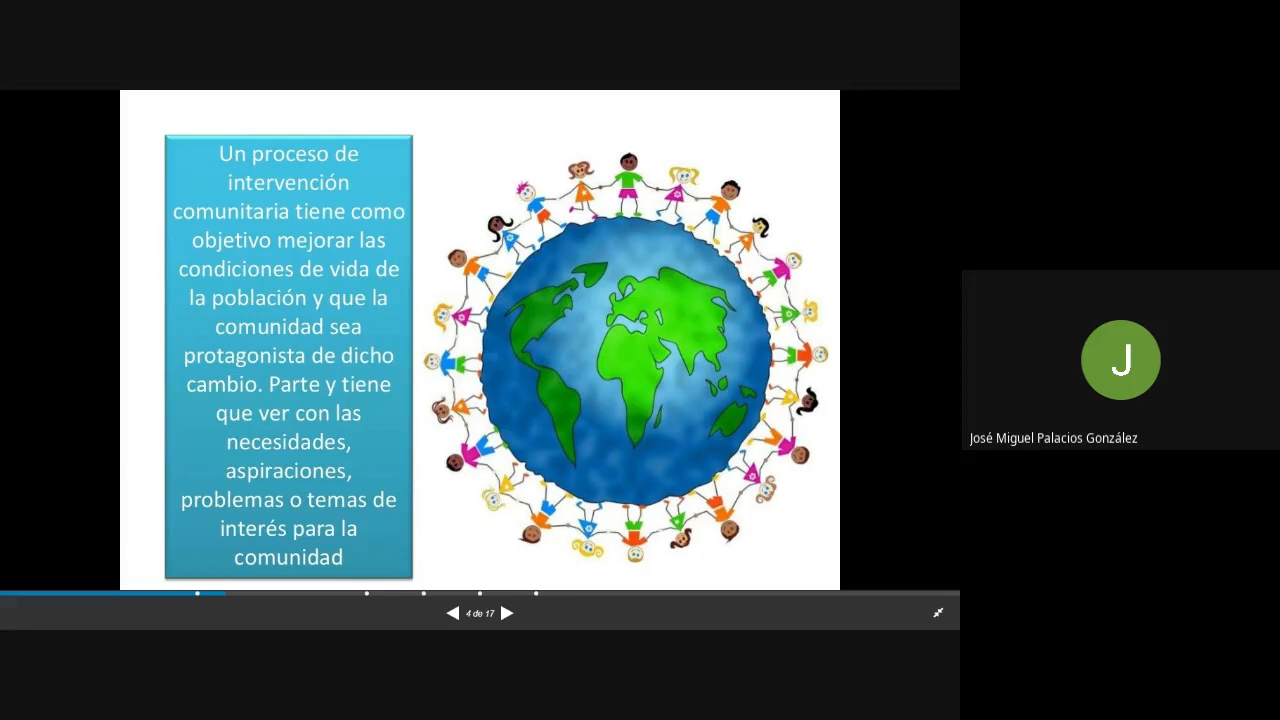 Un proceso de
intervención
comunitaria tiene como
objetivo mejorar las
condiciones de vida de
la población y que la
comunidad sea
protagonista de dicho
cambio. Parte y tiene
que ver con las
necesidades,
aspiraciones,
problemas o temas de
interés para la
comunidad
4 de 17
J
José Miguel Palacios González